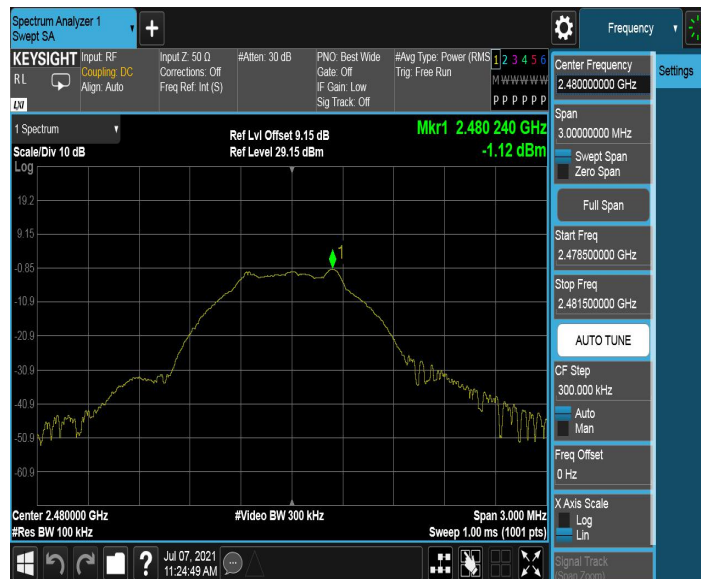 Spectrum Analyzer 1
Swept SA
Frequency
KEYSIGHT
RL
LXI
Input: RF
Coupling: DC
Align: Auto
Input Z: 50 Ω
Corrections: Off
Freq Ref: Int (S)
#Atten: 30 dB
PNO: Best Wide
Gate: Off
IF Gain: Low
Sig Track: Off
#Avg Type: Power (RMS
Trig: Free Run
1 2 3 4 5 6
M W W W W W
P P P P P P
1 Spectrum
Scale/Div 10 dB
Log
Ref Lvl Offset 9.15 dB
Ref Level 29.15 dBm
Mkr1 2.480 240 GHz
-1.12 dBm
19.2
9.15
-0.85
-10.9
-20.9
-30.9
-40.9
-50.9
-60.9
1
Center 2.480000 GHz
#Res BW 100 kHz
#Video BW 300 kHz
Span 3.000 MHz
Sweep 1.00 ms (1001 pts)
Jul 07, 2021
11:24:49 AM
?
Center Frequency
2.480000000 GHz
Settings
Span
3.00000000 MHz
Swept Span
Zero Span
Full Span
Start Freq
2.478500000 GHz
Stop Freq
2.481500000 GHz
AUTO TUNE
CF Step
300.000 kHz
Auto
Man
Freq Offset
0 Hz
X Axis Scale
Log
Lin
Signal Track
(Span Zoom)